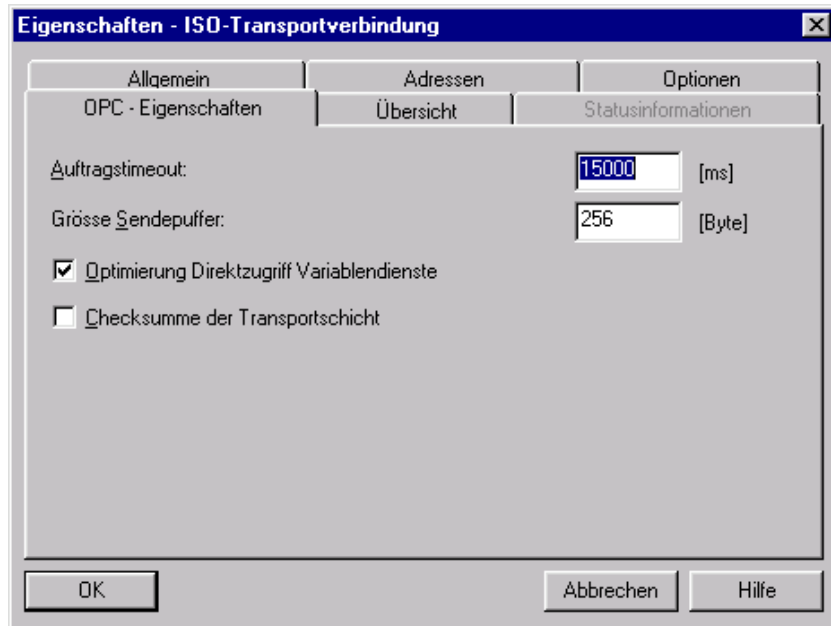 Eigenschaften - ISO-Transportverbindung
Allgemein Adressen Optionen
OPC - Eigenschaften Übersicht Statusinformationen
Auftragstimeout: 15000 [ms]
Grösse Sendepuffer: 256 [Byte]
Optimierung Direktzugriff Variablendienste
Checksumme der Transportschicht
OK Abbrechen Hilfe